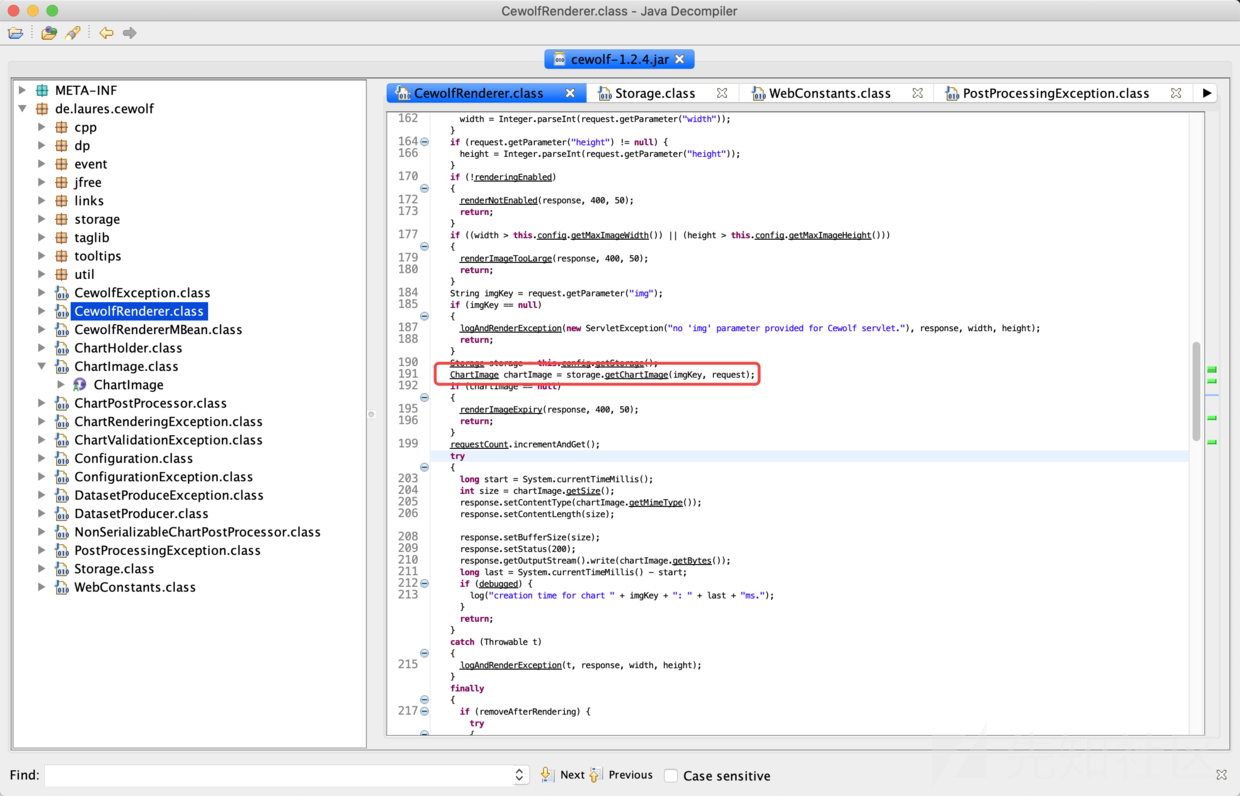 CewolfRenderer.class - Java Decompiler
cewolf-1.2.4.jar
META-INF
de.laures.cewolf
cpp
dp
event
jfree
links
storage
taglib
tooltips
util
CewolfException.class
CewolfRenderer.class
CewolfRendererMBean.class
ChartHolder.class
ChartImage.class
ChartImage
ChartPostProcessor.class
ChartRenderingException.class
ChartValidationException.class
Configuration.class
ConfigurationException.class
DatasetProduceException.class
DatasetProducer.class
NonSerializableChartPostProcessor.class
PostProcessingException.class
Storage.class
WebConstants.class
CewolfRenderer.class Storage.class WebConstants.class PostProcessingException.class
162 width = Integer.parseInt(request.getParameter("width"));
}
164 if (request.getParameter("height") != null) {
166 height = Integer.parseInt(request.getParameter("height"));
}
170 if (!renderingEnabled)
{
172 renderNotEnabled(response, 400, 50);
173 return;
}
177 if ((width > this.config.getMaxImageWidth()) || (height > this.config.getMaxImageHeight()))
{
179 renderImageTooLarge(response, 400, 50);
180 return;
}
184 String imgKey = request.getParameter("img");
185 if (imgKey == null)
{
187 logAndRenderException(new ServletException("no 'img' parameter provided for Cewolf servlet."), response, width, height);
188 return;
}
190 Storage storage = this.config.getStorage();
191 ChartImage chartImage = storage.getChartImage(imgKey, request);
192 if (chartImage == null)
{
195 renderImageExpiry(response, 400, 50);
196 return;
}
199 requestCount.incrementAndGet();
try
{
203 long start = System.currentTimeMillis();
204 int size = chartImage.getSize();
205 response.setContentType(chartImage.getMimeType());
206 response.setContentLength(size);
208 response.setBufferSize(size);
209 response.setStatus(200);
210 response.getOutputStream().write(chartImage.getBytes());
211 long last = System.currentTimeMillis() - start;
212 if (debugged) {
213 log("creation time for chart " + imgKey + ": " + last + "ms.");
}
return;
}
catch (Throwable t)
{
215 logAndRenderException(t, response, width, height);
}
finally
{
217 if (removeAfterRendering) {
try
{
Find: Next Previous Case sensitive